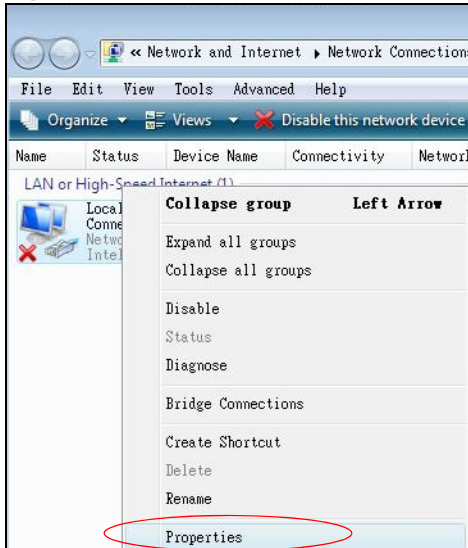 « Network and Internet ▸ Network Connection
File Edit View Tools Advanced Help
Organize Views Disable this network device
Name Status Device Name Connectivity Networ
LAN or High-Speed Internet (1)
Local
Conne
Netwo
Intel
Collapse group Left Arrow
Expand all groups
Collapse all groups
Disable
Status
Diagnose
Bridge Connections
Create Shortcut
Delete
Rename
Properties